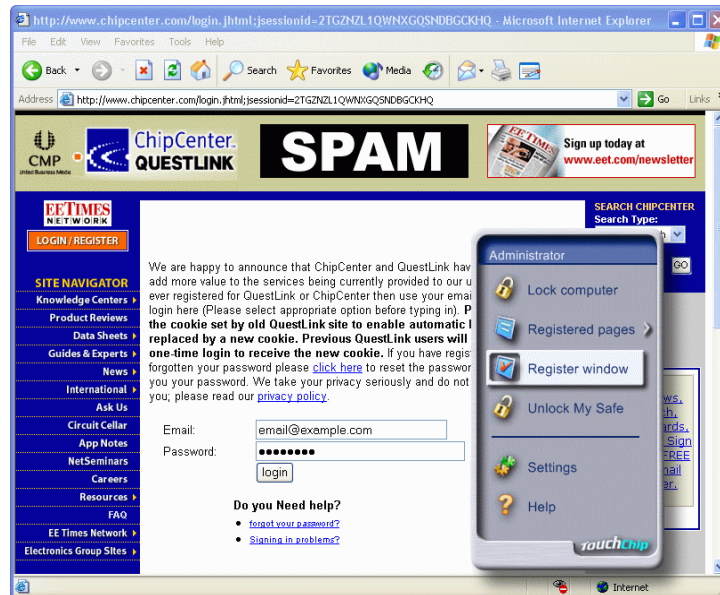 http://www.chipcenter.com/login.jhtml;jsessionid=2TGZNZL1QWNXGQSNDBGCKHQ - Microsoft Internet Explorer
File Edit View Favorites Tools Help
Back Search Favorites Media
Address http://www.chipcenter.com/login.jhtml;jsessionid=2TGZNZL1QWNXGQSNDBGCKHQ Go Links
CMP
United Business Media
ChipCenter
QUESTLINK
SPAM
EE TIMES
Sign up today at
www.eet.com/newsletter
EETIMES
NETWORK
LOGIN / REGISTER
SITE NAVIGATOR
Knowledge Centers
Product Reviews
Data Sheets
Guides & Experts
News
International
Ask Us
Circuit Cellar
App Notes
NetSeminars
Careers
Resources
FAQ
EE Times Network
Electronics Group Sites
We are happy to announce that ChipCenter and QuestLink hav
add more value to the services being currently provided to our u
ever registered for QuestLink or ChipCenter then use your emai
login here (Please select appropriate option before typing in). P
the cookie set by old QuestLink site to enable automatic l
replaced by a new cookie. Previous QuestLink users will
one-time login to receive the new cookie. If you have regis
forgotten your password please click here to reset the passwor
you your password. We take your privacy seriously and do not
you; please read our privacy policy.
Email: email@example.com
Password: ●●●●●●●●
login
Do you Need help?
forgot your password?
Signing in problems?
SEARCH CHIPCENTER
Search Type:
h
GO
ws,
h,
ards,
Sign
FREE
nail
er.
Administrator
Lock computer
Registered pages
Register window
Unlock My Safe
Settings
Help
TouchChip
Internet